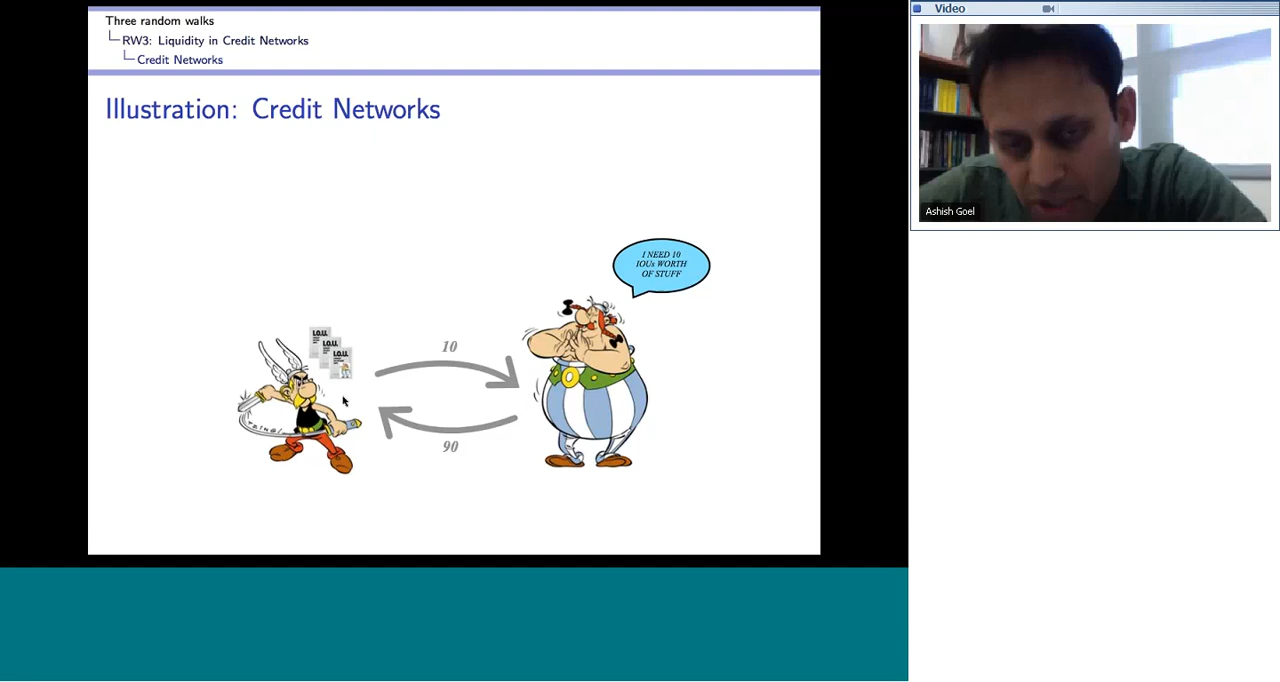 Three random walks
RW3: Liquidity in Credit Networks
Credit Networks
Illustration: Credit Networks
I NEED 10
IOUs WORTH
OF STUFF
I.O.U.
I.O.U.
I.O.U.
10
90
TZING!
Video
Ashish Goel